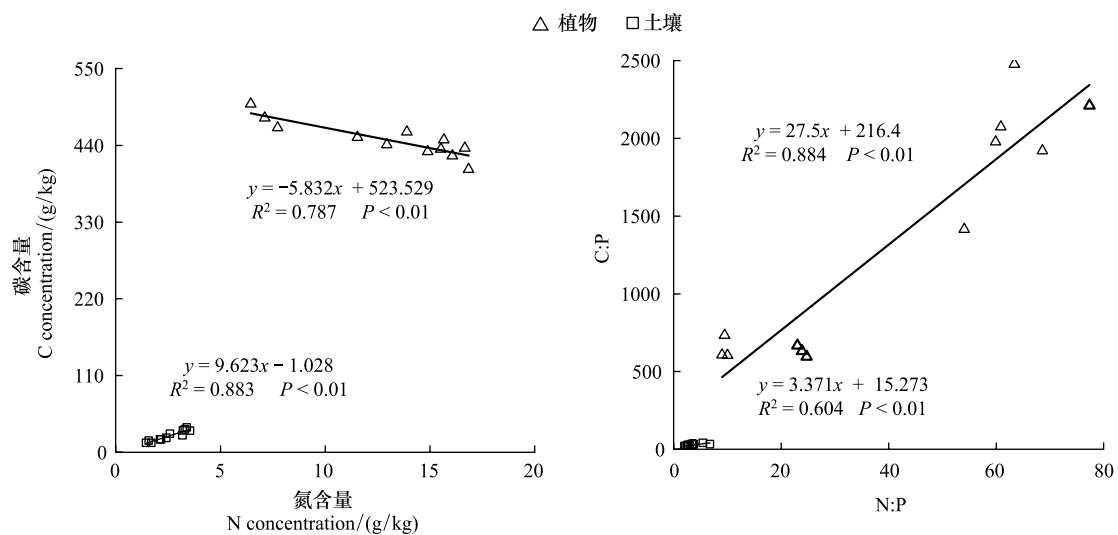 植物 土壤
550
440
330
220
110
0
碳含量
C concentration/(g/kg)
y = −5.832x + 523.529
R² = 0.787 P < 0.01
y = 9.623x − 1.028
R² = 0.883 P < 0.01
0 5 10 15 20
氮含量
N concentration/(g/kg)
2500
2000
1500
1000
500
0
C:P
y = 27.5x + 216.4
R² = 0.884 P < 0.01
y = 3.371x + 15.273
R² = 0.604 P < 0.01
0 20 40 60 80
N:P